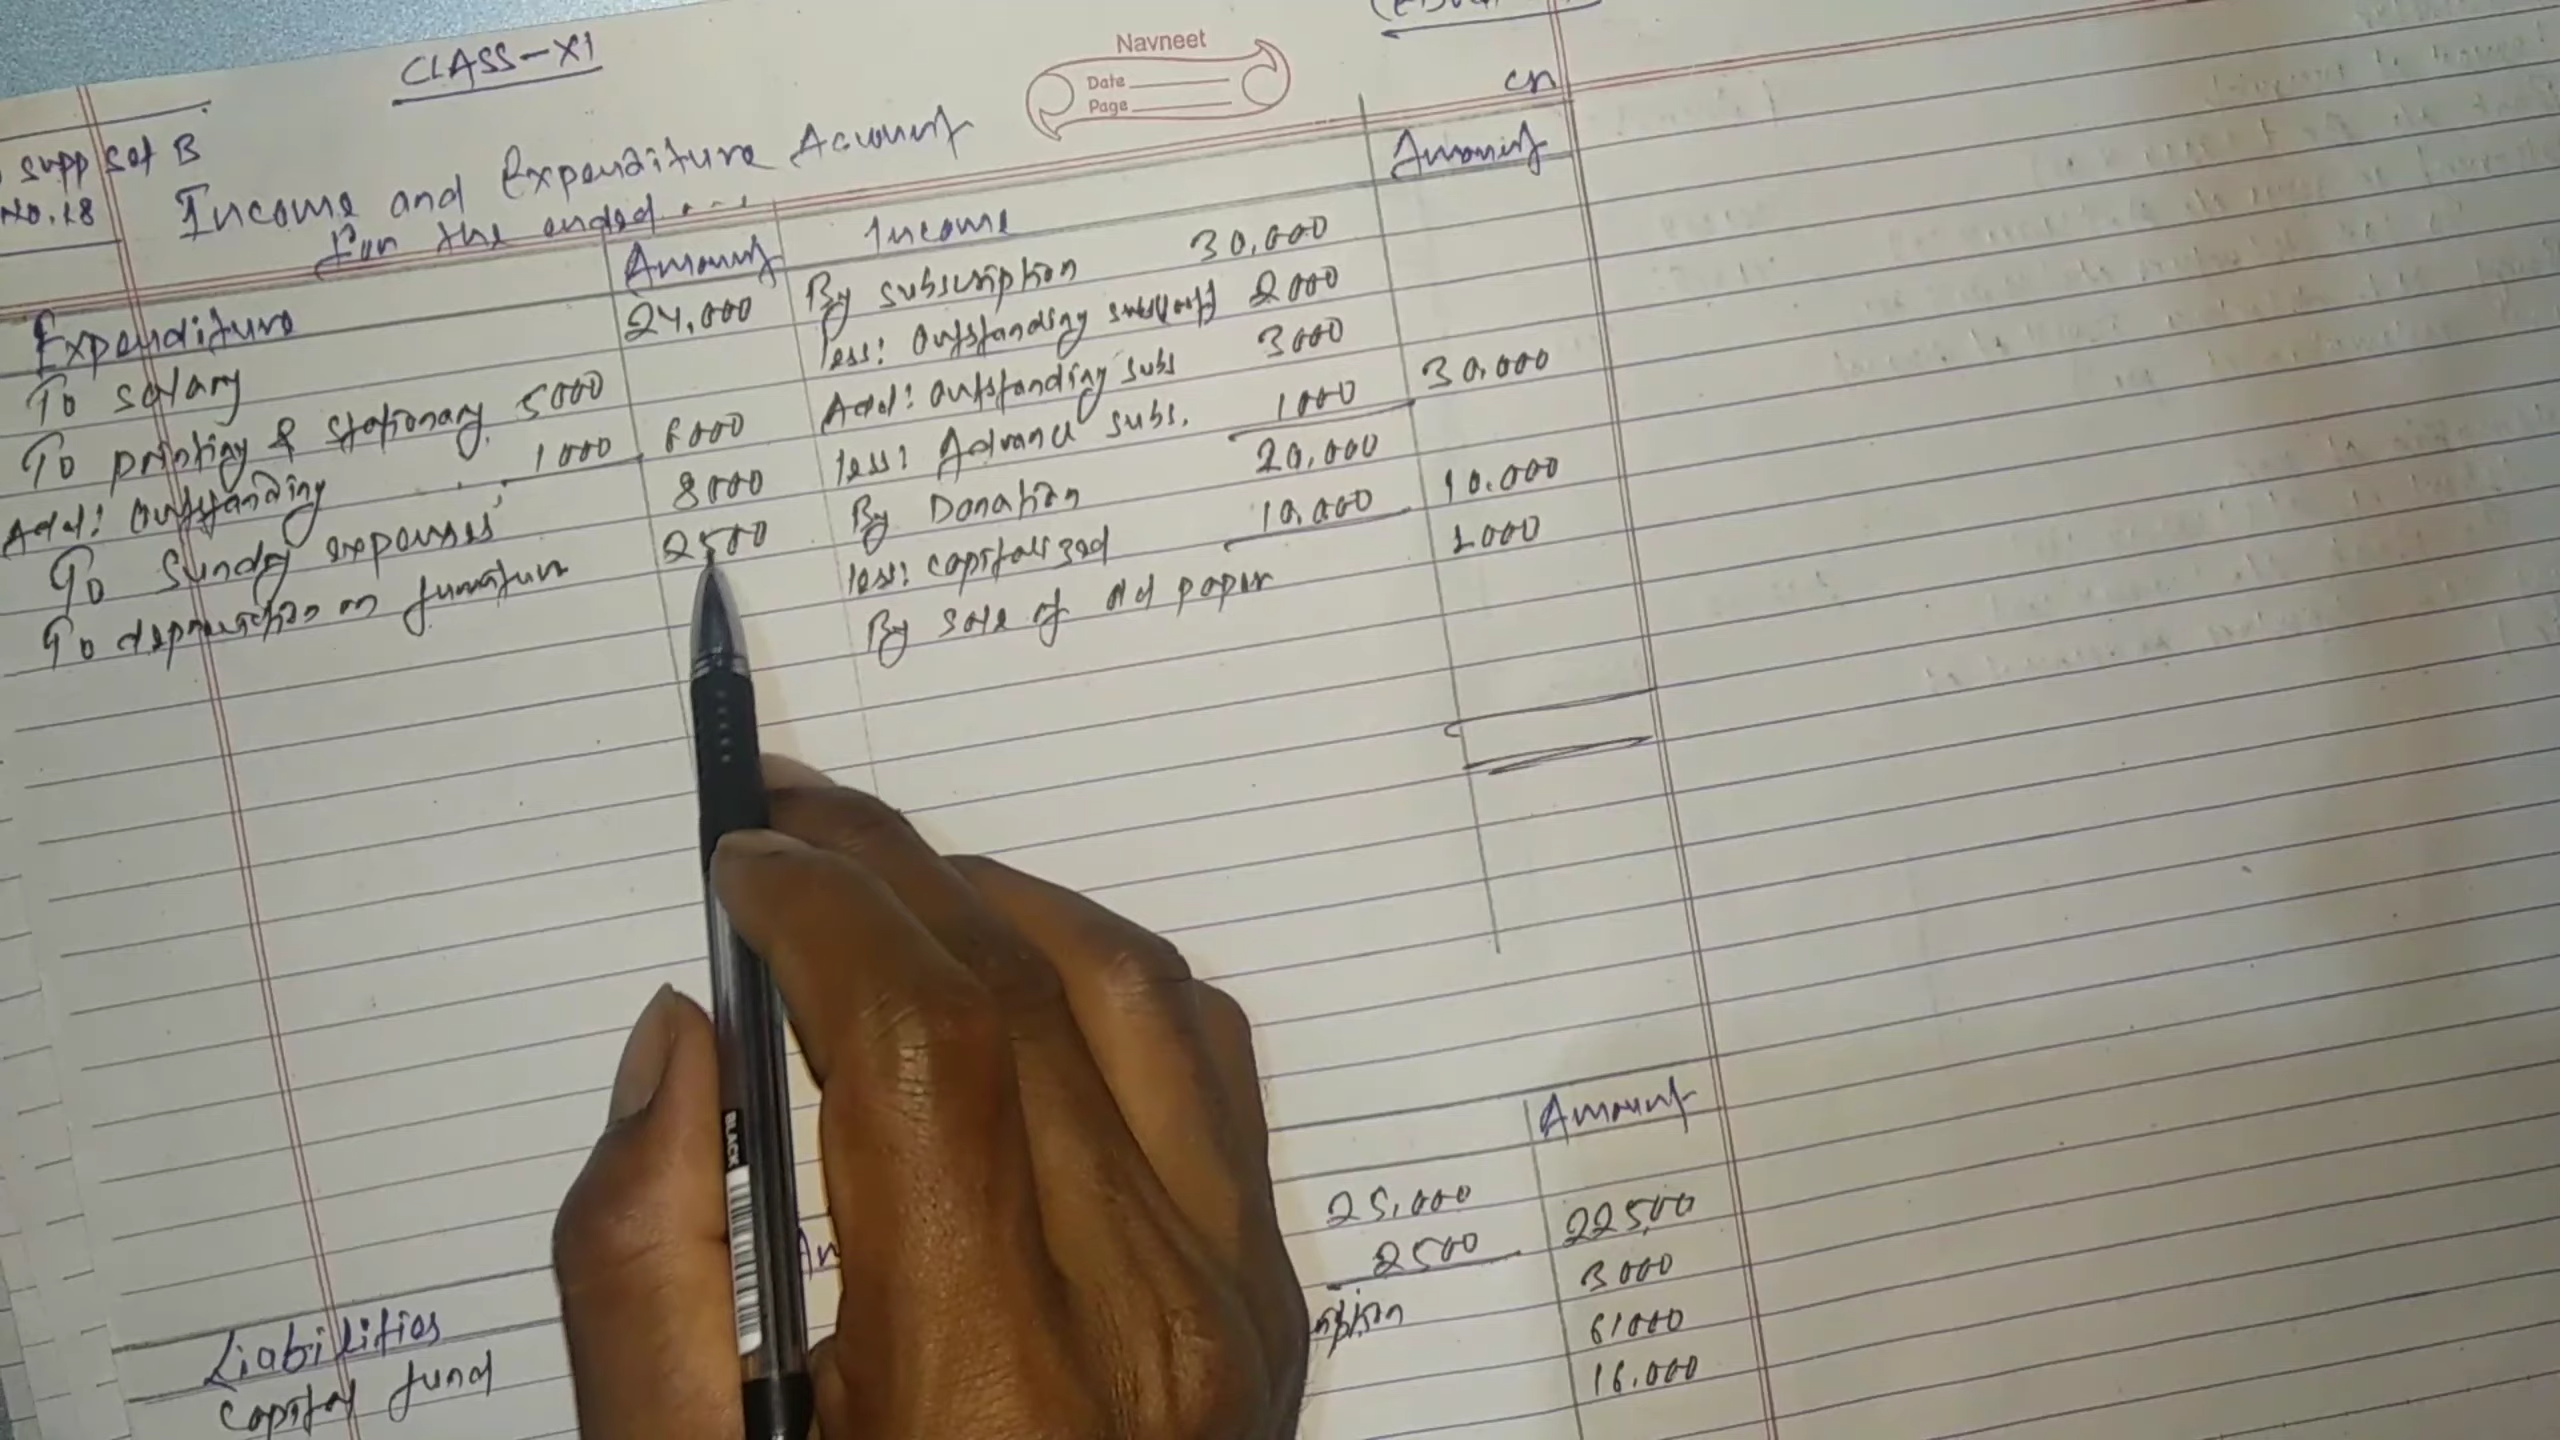 CLASS-XI
Navneet
Date
Page
supp set B
No. 18
Income and Expenditure Account
for the ended...
cr
Expenditure Amount Income Amount
To salary 24,000 By subscription 30,000
less: Outstanding 2000
To printing & stationary 5000 Add: Outstanding subs 3000
Add: Outstanding 1000 6000 less: Advance subs. 1000 30,000
To Sundry expenses 8000 By Donation 20,000
To depreciation on furniture 2500 less: capitalized 10,000 10,000
By sale of old paper 1000
BLACK
Amount
25,000
2500 22500
3000
61000
16,000
Liabilities
Capital fund